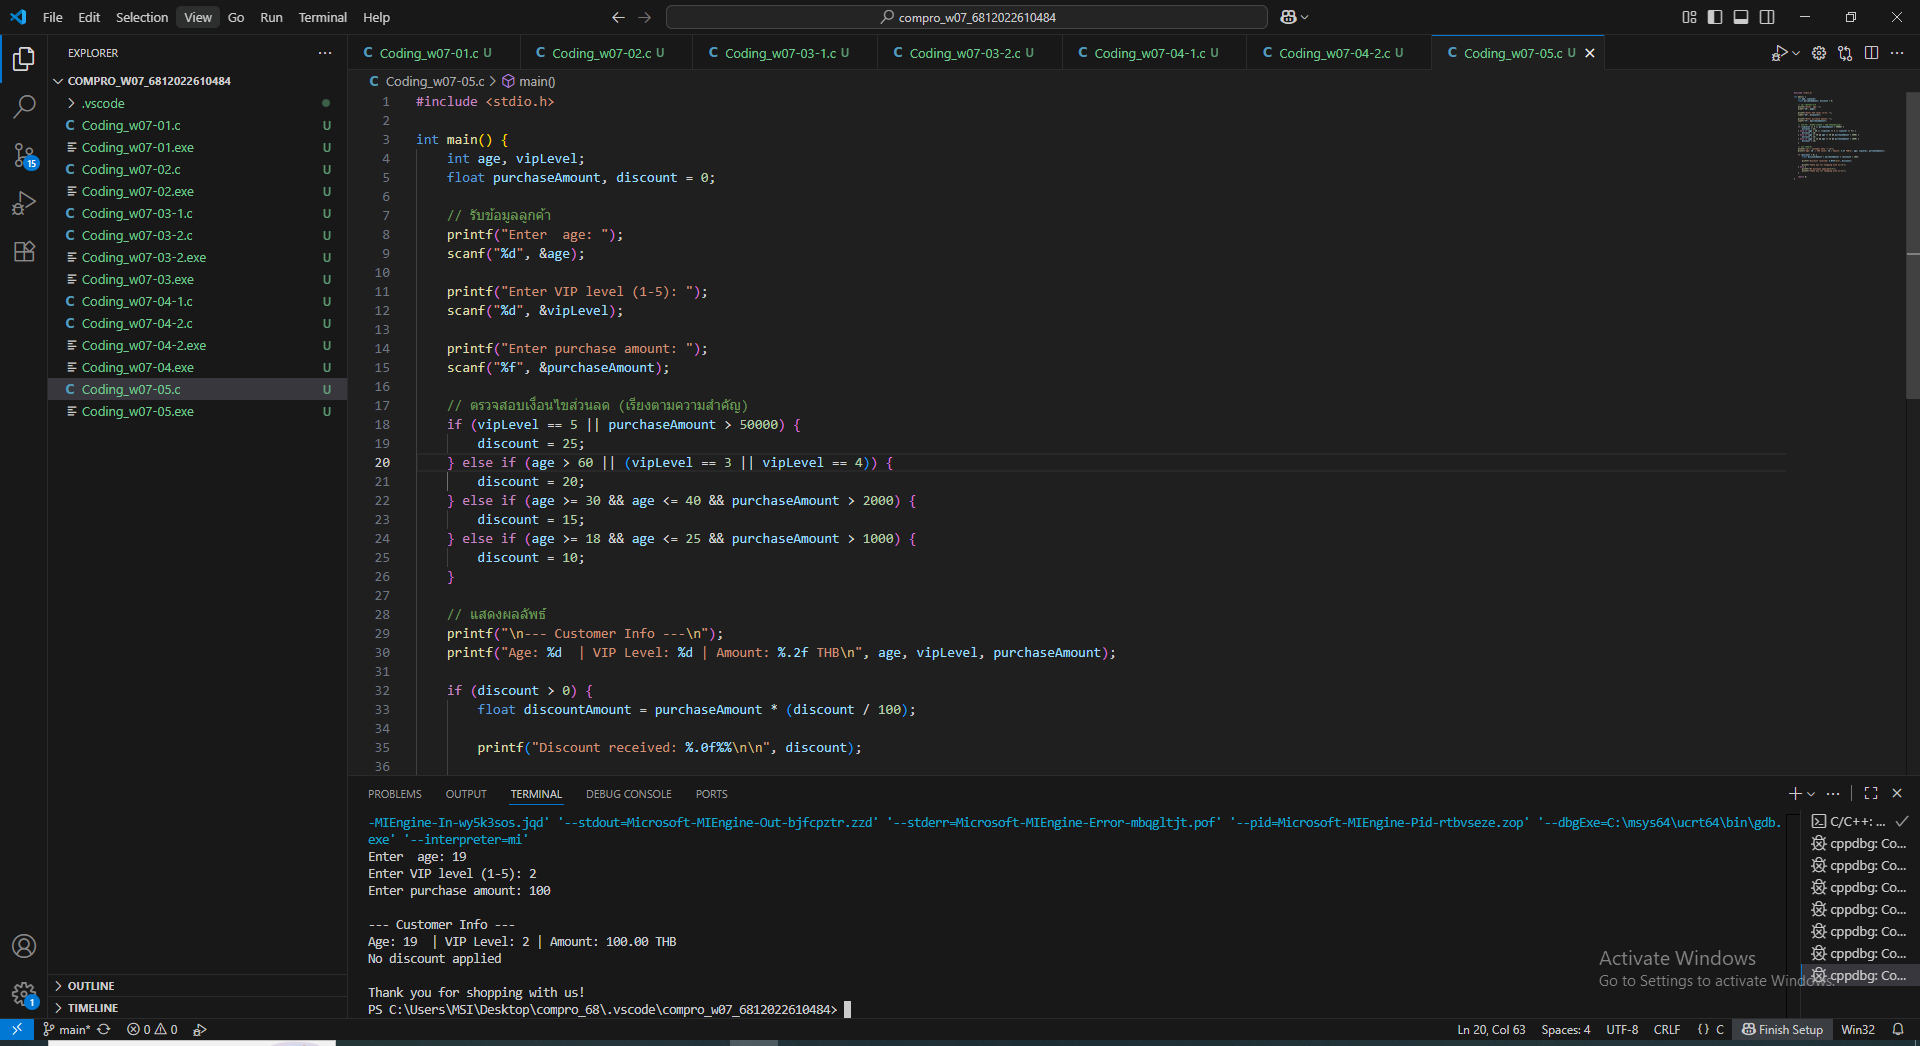 File Edit Selection View Go Run Terminal Help
compro_w07_6812022610484
EXPLORER
COMPRO_W07_6812022610484
.vscode
Coding_w07-01.c U
Coding_w07-01.exe U
Coding_w07-02.c U
Coding_w07-02.exe U
Coding_w07-03-1.c U
Coding_w07-03-2.c U
Coding_w07-03-2.exe U
Coding_w07-03.exe U
Coding_w07-04-1.c U
Coding_w07-04-2.c U
Coding_w07-04-2.exe U
Coding_w07-04.exe U
Coding_w07-05.c U
Coding_w07-05.exe U
OUTLINE
TIMELINE
15
1
Coding_w07-01.c U Coding_w07-02.c U Coding_w07-03-1.c U Coding_w07-03-2.c U Coding_w07-04-1.c U Coding_w07-04-2.c U Coding_w07-05.c U
Coding_w07-05.c > main()
1 #include <stdio.h>
2
3 int main() {
4 int age, vipLevel;
5 float purchaseAmount, discount = 0;
6
7 // รับข้อมูลลูกค้า
8 printf("Enter  age: ");
9 scanf("%d", &age);
10
11 printf("Enter VIP level (1-5): ");
12 scanf("%d", &vipLevel);
13
14 printf("Enter purchase amount: ");
15 scanf("%f", &purchaseAmount);
16
17 // ตรวจสอบเงื่อนไขส่วนลด (เรียงตามความสำคัญ)
18 if (vipLevel == 5 || purchaseAmount > 50000) {
19 discount = 25;
20 } else if (age > 60 || (vipLevel == 3 || vipLevel == 4)) {
21 discount = 20;
22 } else if (age >= 30 && age <= 40 && purchaseAmount > 2000) {
23 discount = 15;
24 } else if (age >= 18 && age <= 25 && purchaseAmount > 1000) {
25 discount = 10;
26 }
27
28 // แสดงผลลัพธ์
29 printf("\n--- Customer Info ---\n");
30 printf("Age: %d  | VIP Level: %d | Amount: %.2f THB\n", age, vipLevel, purchaseAmount);
31
32 if (discount > 0) {
33 float discountAmount = purchaseAmount * (discount / 100);
34
35 printf("Discount received: %.0f%%\n\n", discount);
36
PROBLEMS OUTPUT TERMINAL DEBUG CONSOLE PORTS
-MIEngine-In-wy5k3sos.jqd' '--stdout=Microsoft-MIEngine-Out-bjfcpztr.zzd' '--stderr=Microsoft-MIEngine-Error-mbqgltjt.pof' '--pid=Microsoft-MIEngine-Pid-rtbvseze.zop' '--dbgExe=C:\msys64\ucrt64\bin\gdb.
exe' '--interpreter=mi'
Enter  age: 19
Enter VIP level (1-5): 2
Enter purchase amount: 100
--- Customer Info ---
Age: 19  | VIP Level: 2 | Amount: 100.00 THB
No discount applied
Thank you for shopping with us!
PS C:\Users\MSI\Desktop\compro_68\.vscode\compro_w07_6812022610484>
C/C++: ...
cppdbg: Co...
cppdbg: Co...
cppdbg: Co...
cppdbg: Co...
cppdbg: Co...
cppdbg: Co...
cppdbg: Co...
Activate Windows
Go to Settings to activate Windows.
main* 0 0
Ln 20, Col 63 Spaces: 4 UTF-8 CRLF {} C Finish Setup Win32